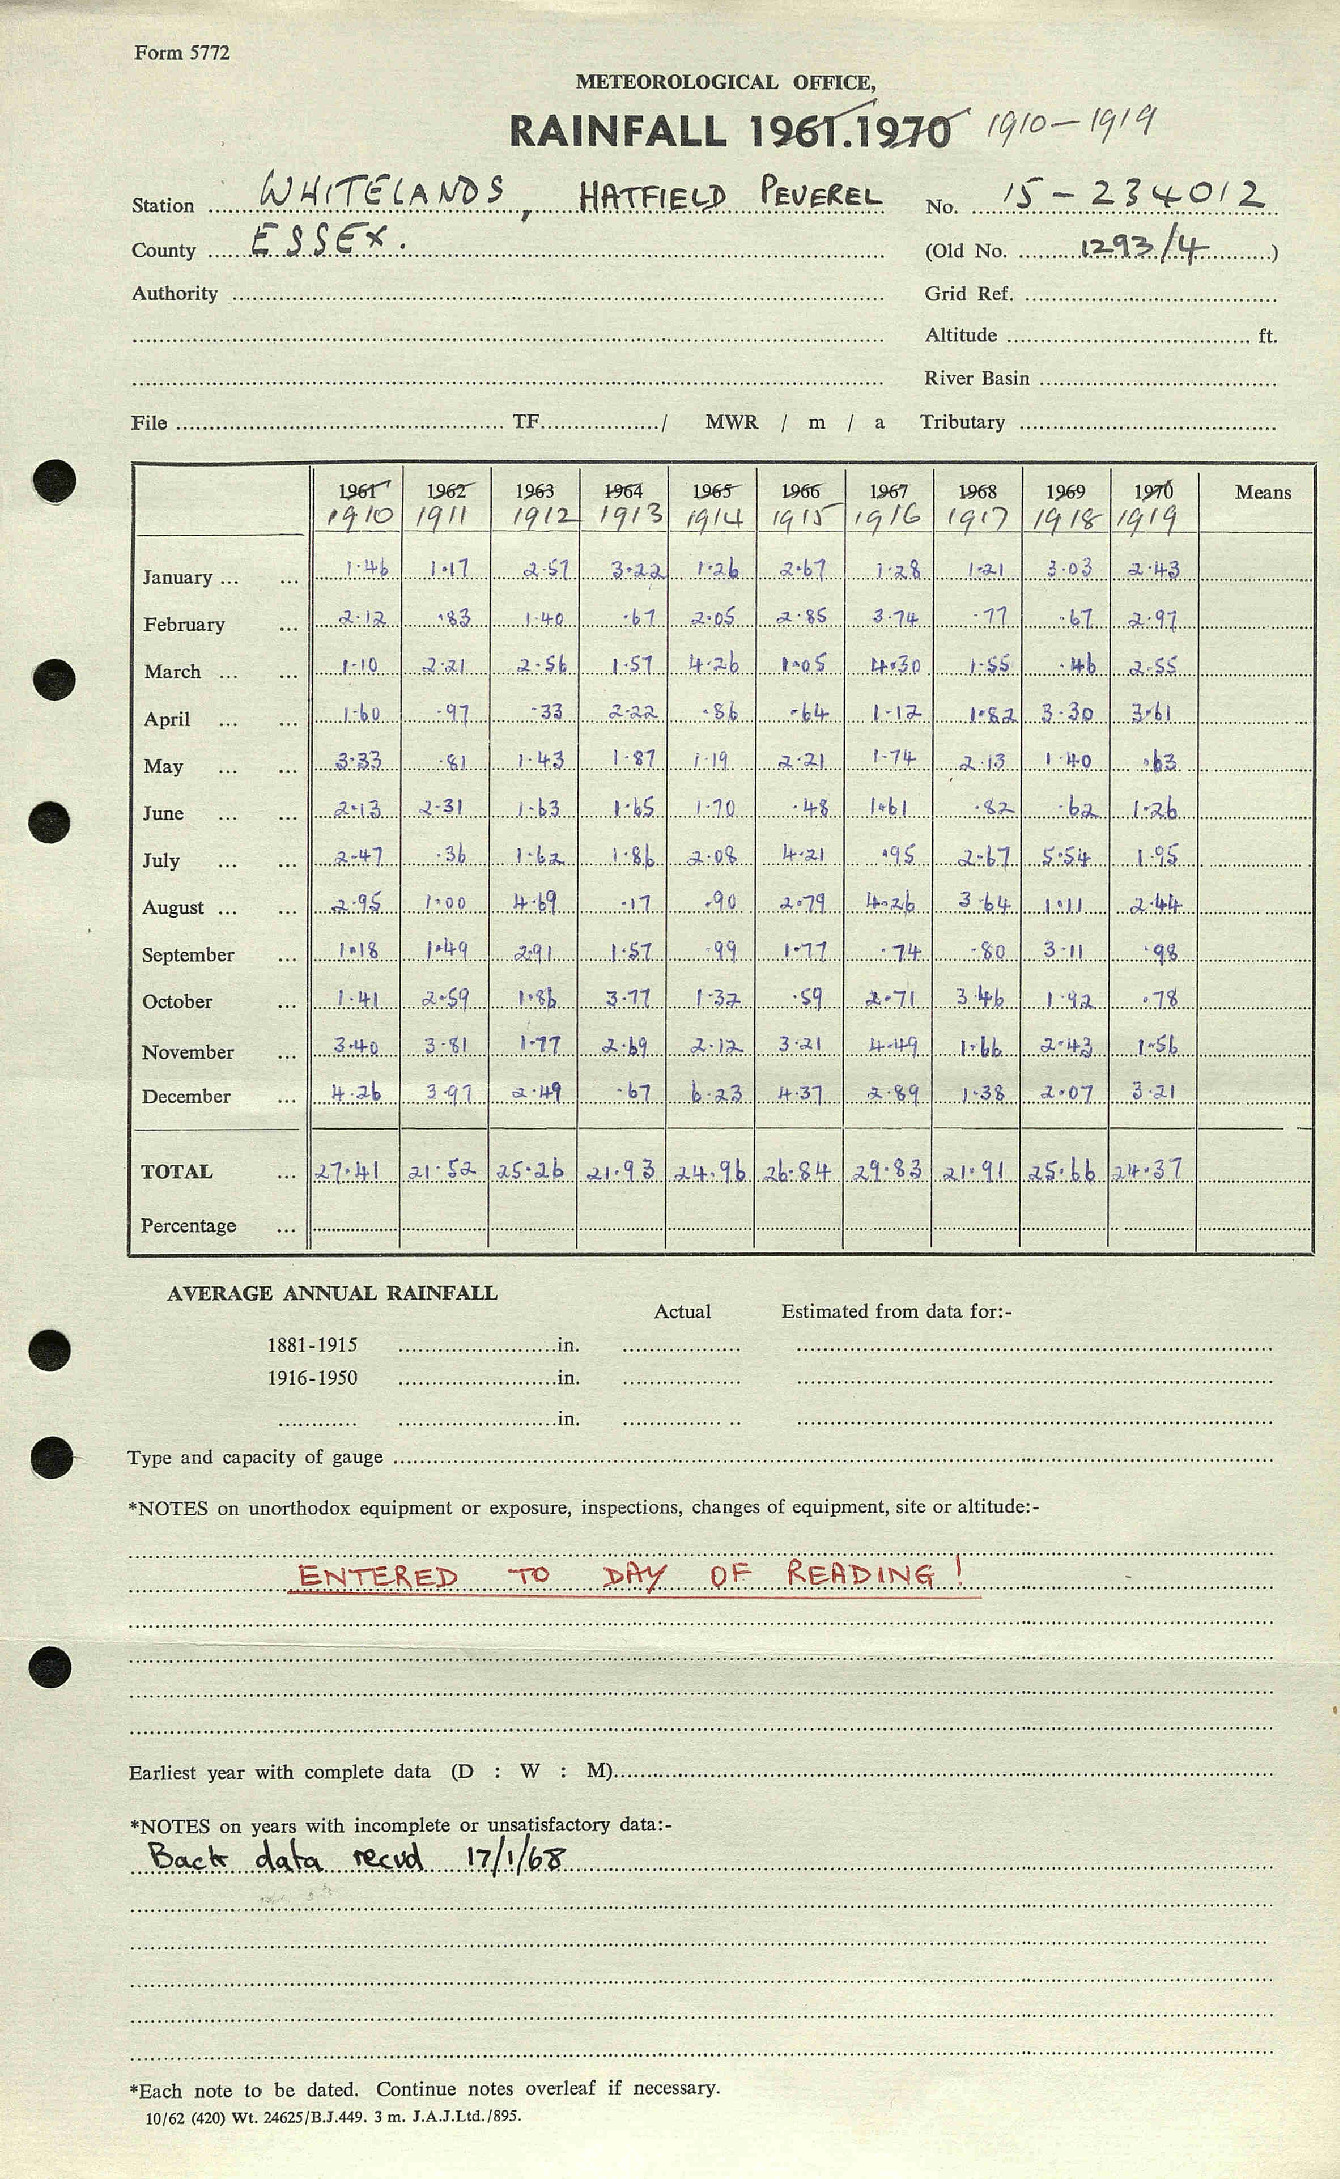 Form 5772
METEOROLOGICAL OFFICE,
RAINFALL 1961.1970 1910-1919
Station WHITELANDS, HATFIELD PEVEREL No. 15-234012
County ESSEX. (Old No. 1293/4)
Authority Grid Ref.
Altitude ft.
River Basin
File TF / MWR / m / a Tributary
1961 1962 1963 1964 1965 1966 1967 1968 1969 1970 Means
1910 1911 1912 1913 1914 1915 1916 1917 1918 1919
January ... ... 1.46 1.17 2.57 3.22 1.26 2.67 1.28 1.21 3.03 2.43
February ... 2.12 .83 1.40 .67 2.05 2.85 3.74 .77 .67 2.97
March ... ... 1.10 2.21 2.56 1.57 4.26 1.05 4.30 1.55 .46 2.55
April ... ... 1.60 .97 .33 2.22 .86 .64 1.12 1.82 3.30 3.61
May ... ... 3.33 .81 1.43 1.87 1.19 2.21 1.74 2.13 1.40 .63
June ... ... 2.13 2.31 1.63 1.65 1.70 .48 1.61 .82 .62 1.26
July ... ... 2.47 .36 1.62 1.86 2.08 4.21 .95 2.67 5.54 1.95
August ... ... 2.95 1.00 4.69 .17 .90 2.79 4.26 3.64 1.11 2.44
September ... 1.18 1.49 2.91 1.57 .99 1.77 .74 .80 3.11 .98
October ... 1.41 2.59 1.86 3.77 1.32 .59 2.71 3.46 1.92 .78
November ... 3.40 3.81 1.77 2.69 2.12 3.21 4.49 1.66 2.43 1.56
December ... 4.26 3.97 2.49 .67 6.23 4.37 2.89 1.38 2.07 3.21
TOTAL ... 27.41 21.52 25.26 21.93 24.96 26.84 29.83 21.91 25.66 24.37
Percentage ...
AVERAGE ANNUAL RAINFALL
Actual Estimated from data for:-
1881-1915 in.
1916-1950 in.
in.
Type and capacity of gauge
*NOTES on unorthodox equipment or exposure, inspections, changes of equipment, site or altitude:-
ENTERED TO DAY OF READING!
Earliest year with complete data (D : W : M)
*NOTES on years with incomplete or unsatisfactory data:-
Back data recvd 17/1/68
*Each note to be dated. Continue notes overleaf if necessary.
10/62 (420) Wt. 24625/B.J.449. 3 m. J.A.J.Ltd./895.